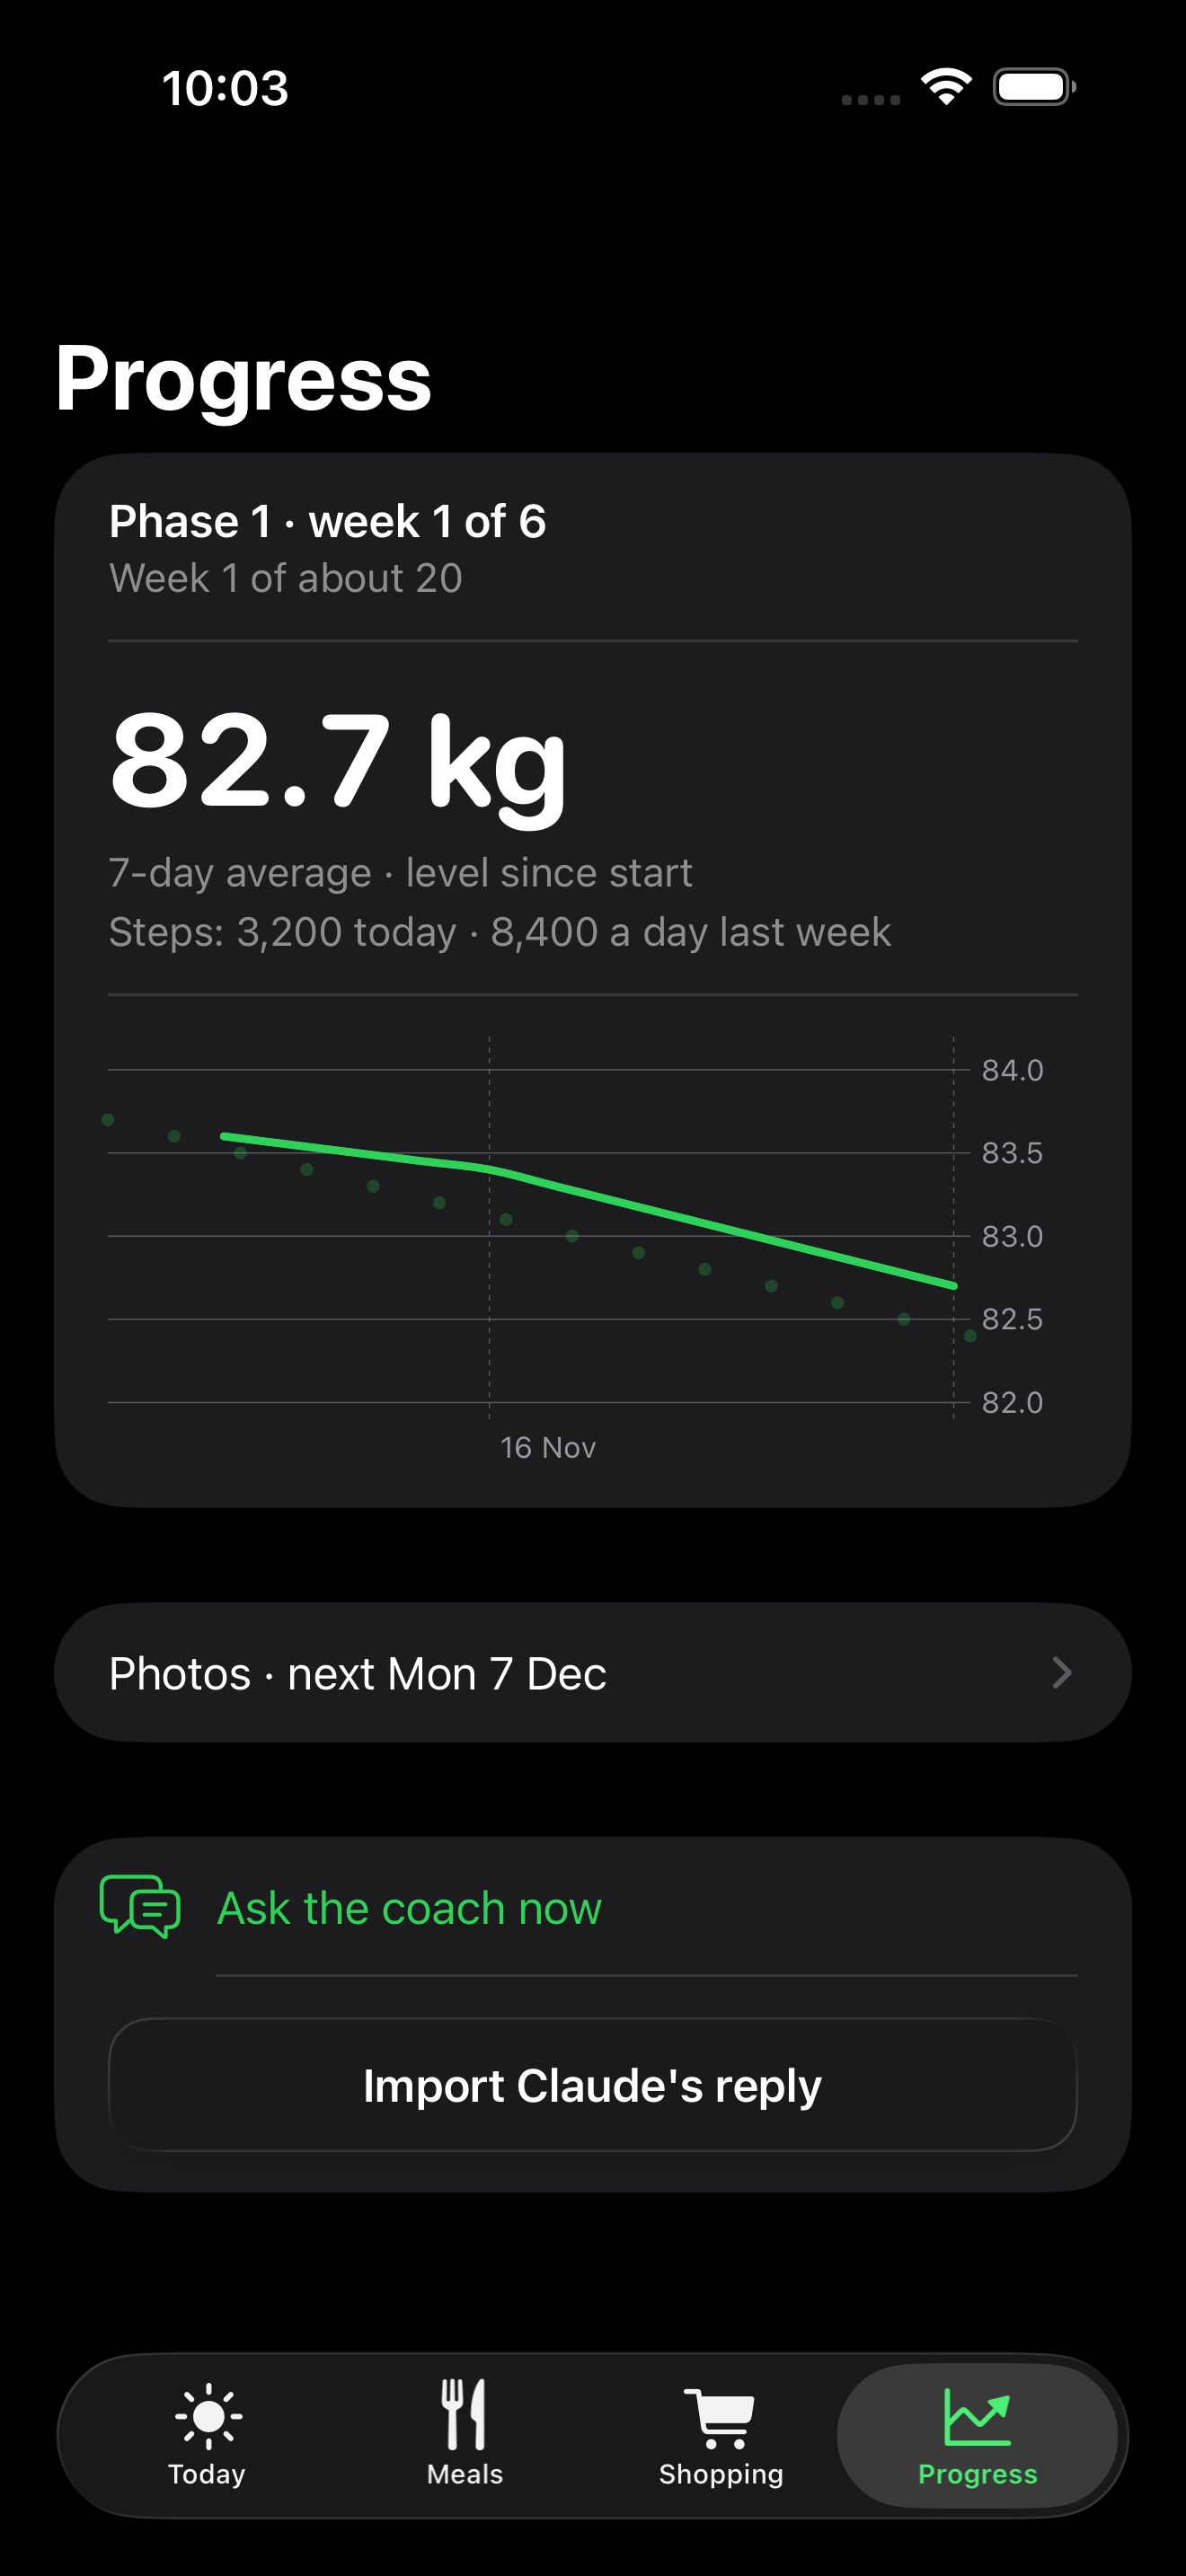 10:03
Progress
Phase 1 · week 1 of 6
Week 1 of about 20
82.7 kg
7-day average · level since start
Steps: 3,200 today · 8,400 a day last week
84.0
83.5
83.0
82.5
82.0
16 Nov
Photos · next Mon 7 Dec
Ask the coach now
Import Claude's reply
Today
Meals
Shopping
Progress